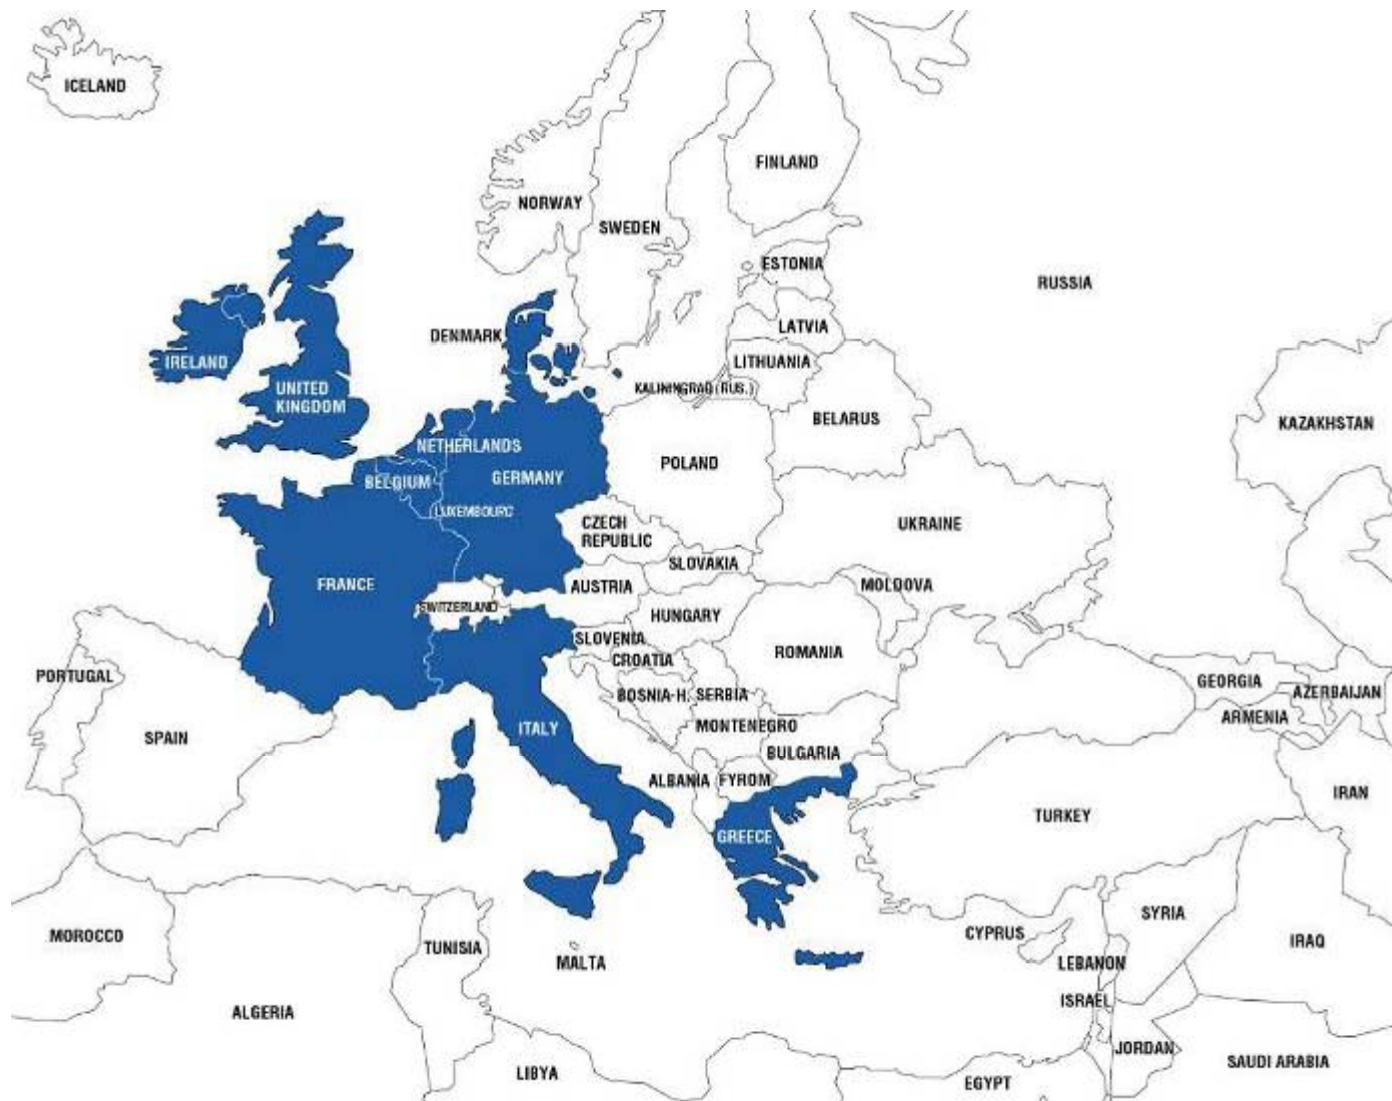 ICELAND
FINLAND
NORWAY
SWEDEN
ESTONIA
RUSSIA
LATVIA
DENMARK
LITHUANIA
IRELAND
KALININGRAD (RUS.)
UNITED
KINGDOM
BELARUS
KAZAKHSTAN
NETHERLANDS
POLAND
GERMANY
BELGIUM
LUXEMBOURG
CZECH
REPUBLIC
UKRAINE
SLOVAKIA
FRANCE
AUSTRIA
MOLDOVA
SWITZERLAND
HUNGARY
SLOVENIA
ROMANIA
CROATIA
PORTUGAL
GEORGIA
BOSNIA-H.
SERBIA
AZERBAIJAN
ARMENIA
MONTENEGRO
ITALY
SPAIN
BULGARIA
ALBANIA
FYROM
IRAN
TURKEY
GREECE
SYRIA
CYPRUS
MOROCCO
IRAQ
TUNISIA
MALTA
LEBANON
ISRAEL
ALGERIA
JORDAN
SAUDI ARABIA
LIBYA
EGYPT